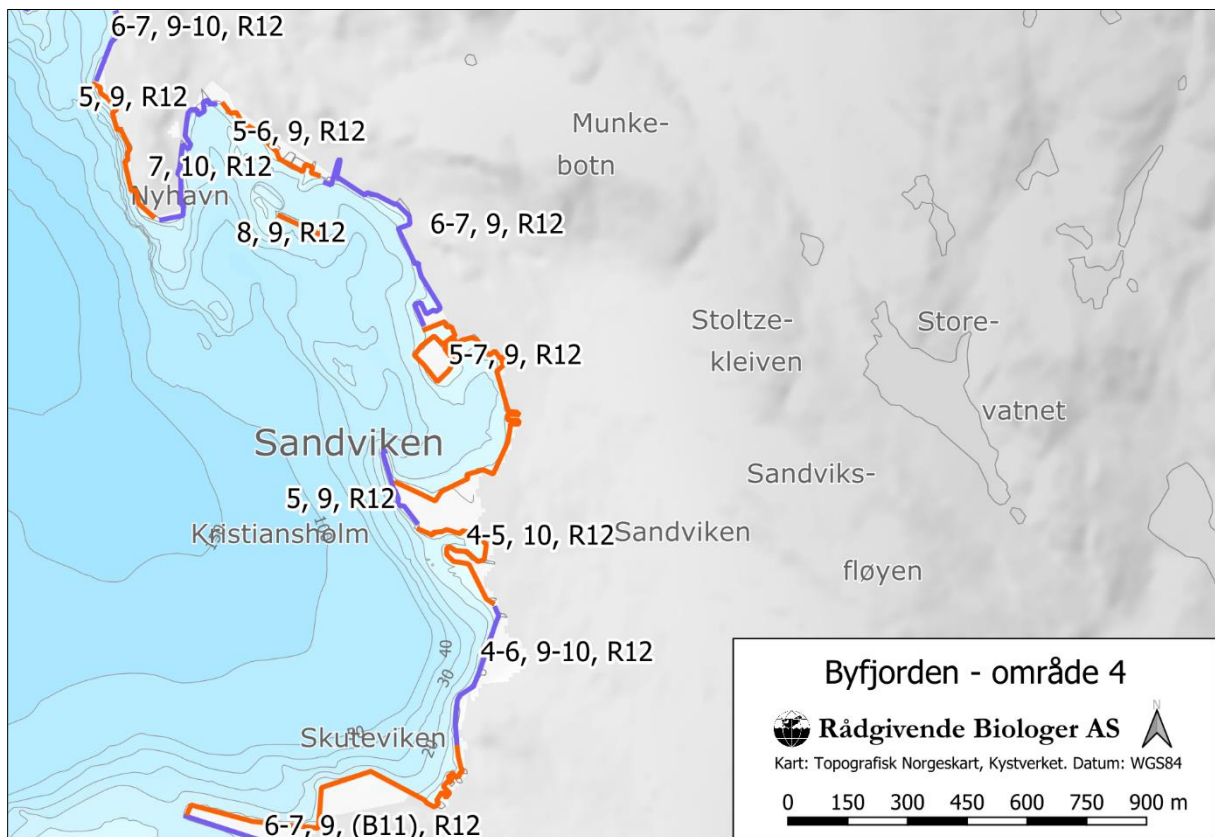 6-7, 9-10, R12
5, 9, R12
5-6, 9, R12
Munke-
botn
7, 10, R12
Nyhavn
8, 9, R12
6-7, 9, R12
Stoltze-
kleiven
Store-
vatnet
5-7, 9, R12
Sandviken
Sandviks-
fløyen
5, 9, R12
Kristiansholm
100
4-5, 10, R12
Sandviken
40
30
4-6, 9-10, R12
Skuteviken
20
6-7, 9, (B11), R12
Byfjorden - område 4
Rådgivende Biologer AS
N
Kart: Topografisk Norgeskart, Kystverket. Datum: WGS84
0 150 300 450 600 750 900 m